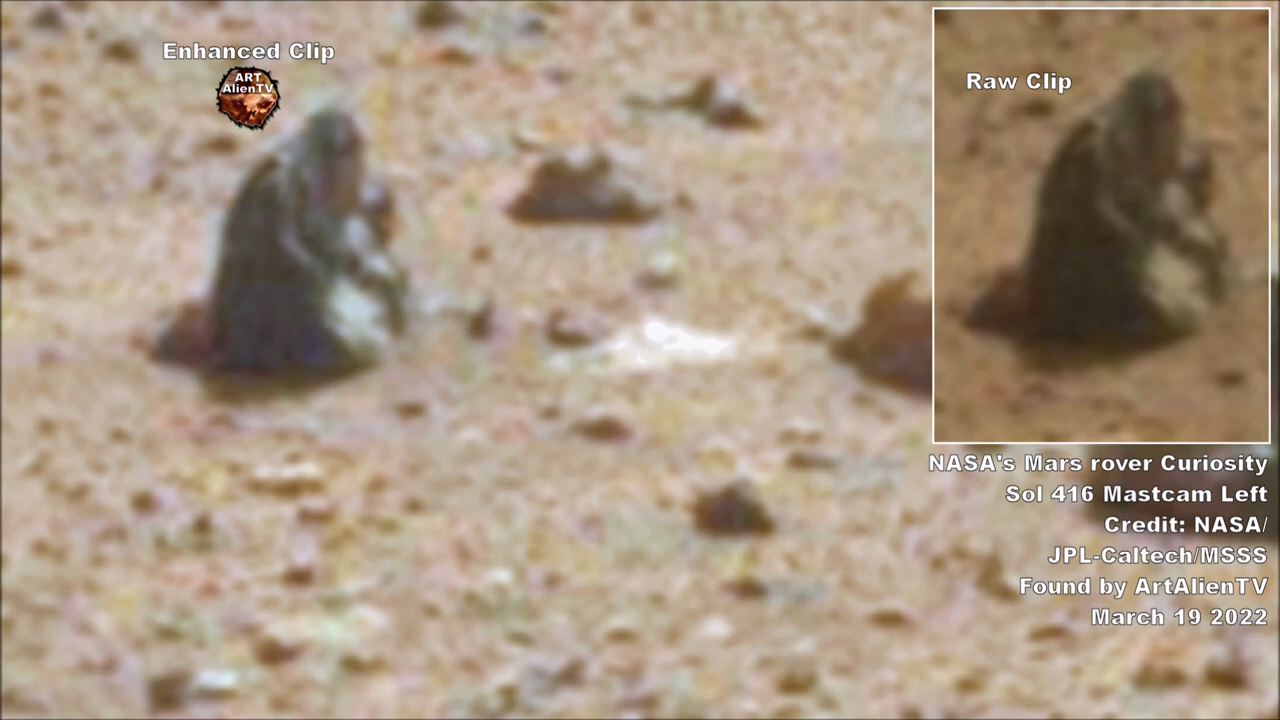 Enhanced Clip
ART
AlienTV
Raw Clip
NASA's Mars rover Curiosity
Sol 416 Mastcam Left
Credit: NASA/
JPL-Caltech/MSSS
Found by ArtAlienTV
March 19 2022